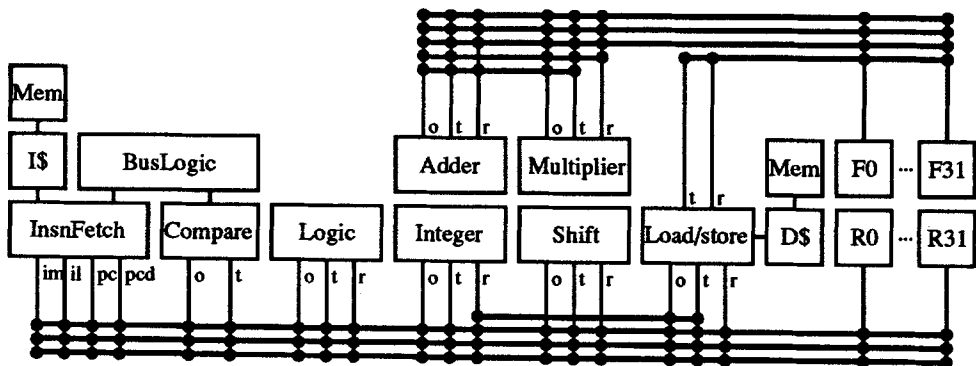 o t r o t r
Mem
I$ BusLogic Adder Multiplier Mem F0 ... F31
t r
InsnFetch Compare Logic Integer Shift Load/store D$ R0 ... R31
im il pc pcd o t o t r o t r o t r o t r